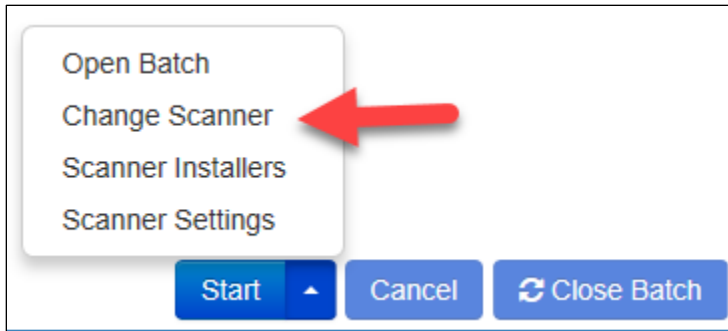 Open Batch
Change Scanner
Scanner Installers
Scanner Settings
Start Cancel Close Batch